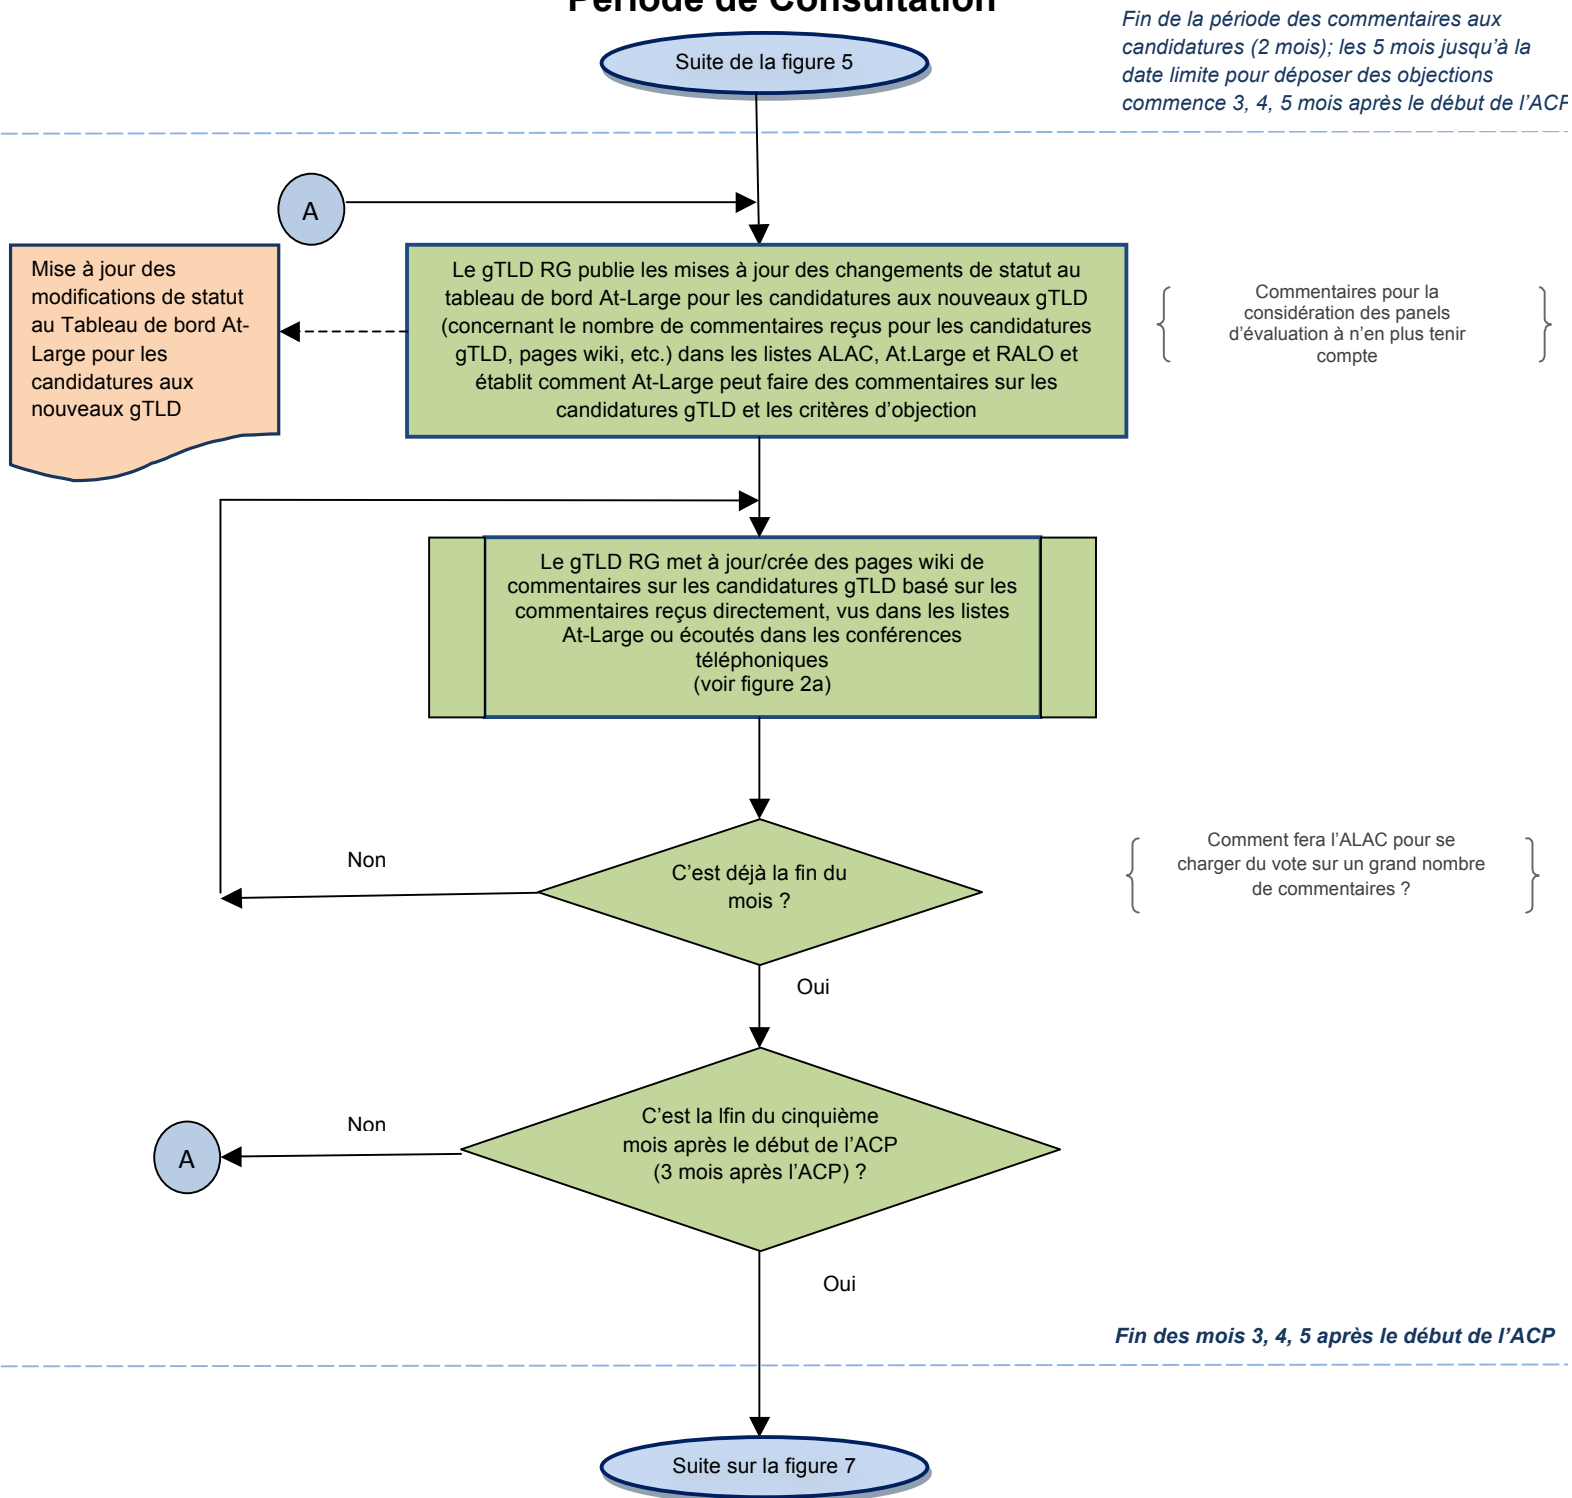 Période de Consultation
Fin de la période des commentaires aux
candidatures (2 mois); les 5 mois jusqu'à la
date limite pour déposer des objections
commence 3, 4, 5 mois après le début de l'ACP
Suite de la figure 5
A
Mise à jour des
modifications de statut
au Tableau de bord At-
Large pour les
candidatures aux
nouveaux gTLD
Le gTLD RG publie les mises à jour des changements de statut au
tableau de bord At-Large pour les candidatures aux nouveaux gTLD
(concernant le nombre de commentaires reçus pour les candidatures
gTLD, pages wiki, etc.) dans les listes ALAC, At.Large et RALO et
établit comment At-Large peut faire des commentaires sur les
candidatures gTLD et les critères d'objection
Commentaires pour la
considération des panels
d'évaluation à n'en plus tenir
compte
Le gTLD RG met à jour/crée des pages wiki de
commentaires sur les candidatures gTLD basé sur les
commentaires reçus directement, vus dans les listes
At-Large ou écoutés dans les conférences
téléphoniques
(voir figure 2a)
Non
C'est déjà la fin du
mois ?
Comment fera l'ALAC pour se
charger du vote sur un grand nombre
de commentaires ?
Oui
Non
A
C'est la lfin du cinquième
mois après le début de l'ACP
(3 mois après l'ACP) ?
Oui
Fin des mois 3, 4, 5 après le début de l'ACP
Suite sur la figure 7